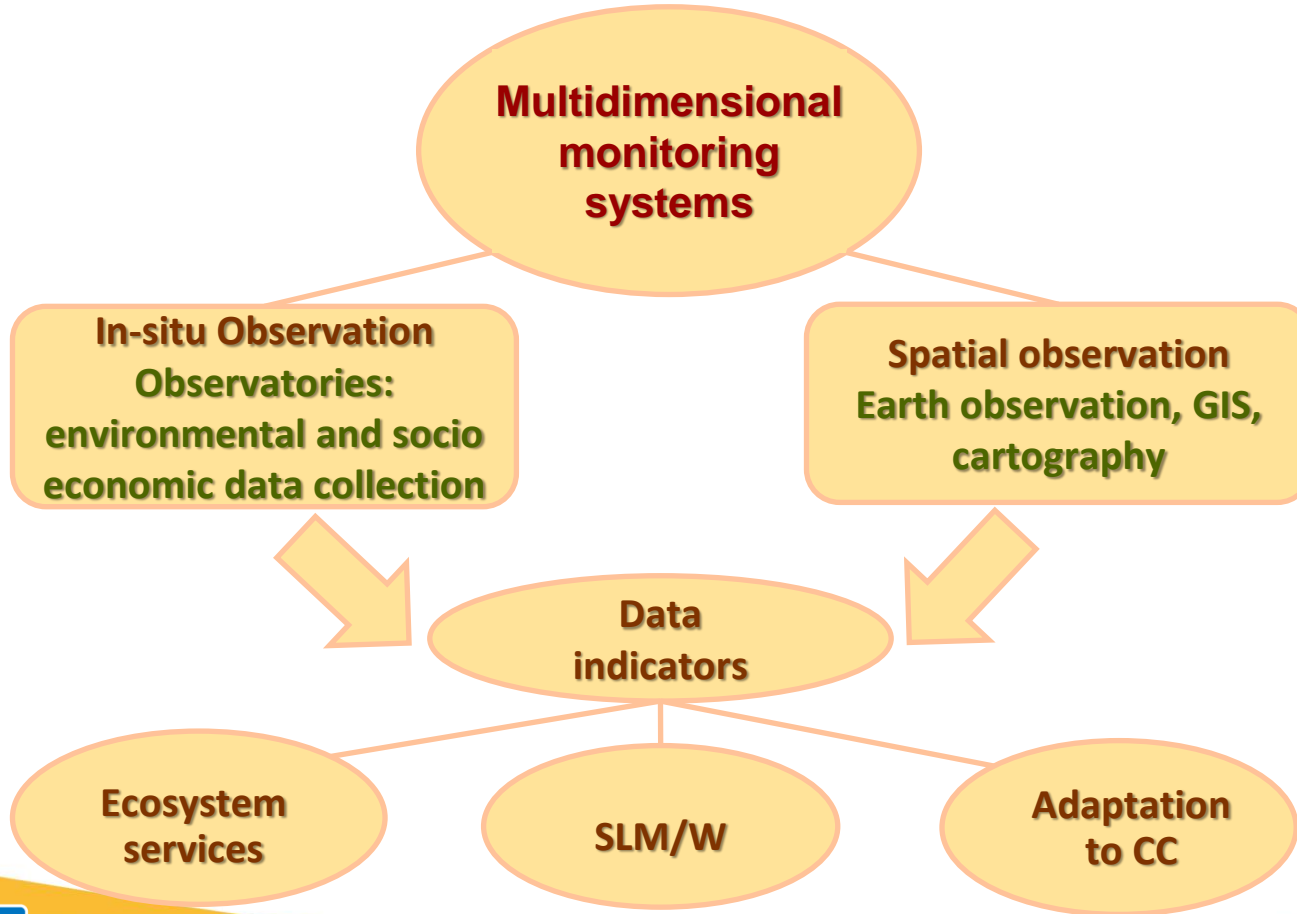 Multidimensional
monitoring
systems
In-situ Observation
Observatories:
environmental and socio
economic data collection
Spatial observation
Earth observation, GIS,
cartography
Data
indicators
Ecosystem
services
SLM/W
Adaptation
to CC